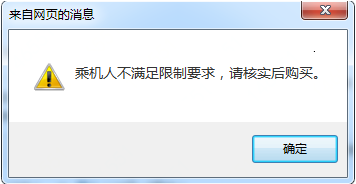 来自网页的消息
乘机人不满足限制要求，请核实后购买。
确定